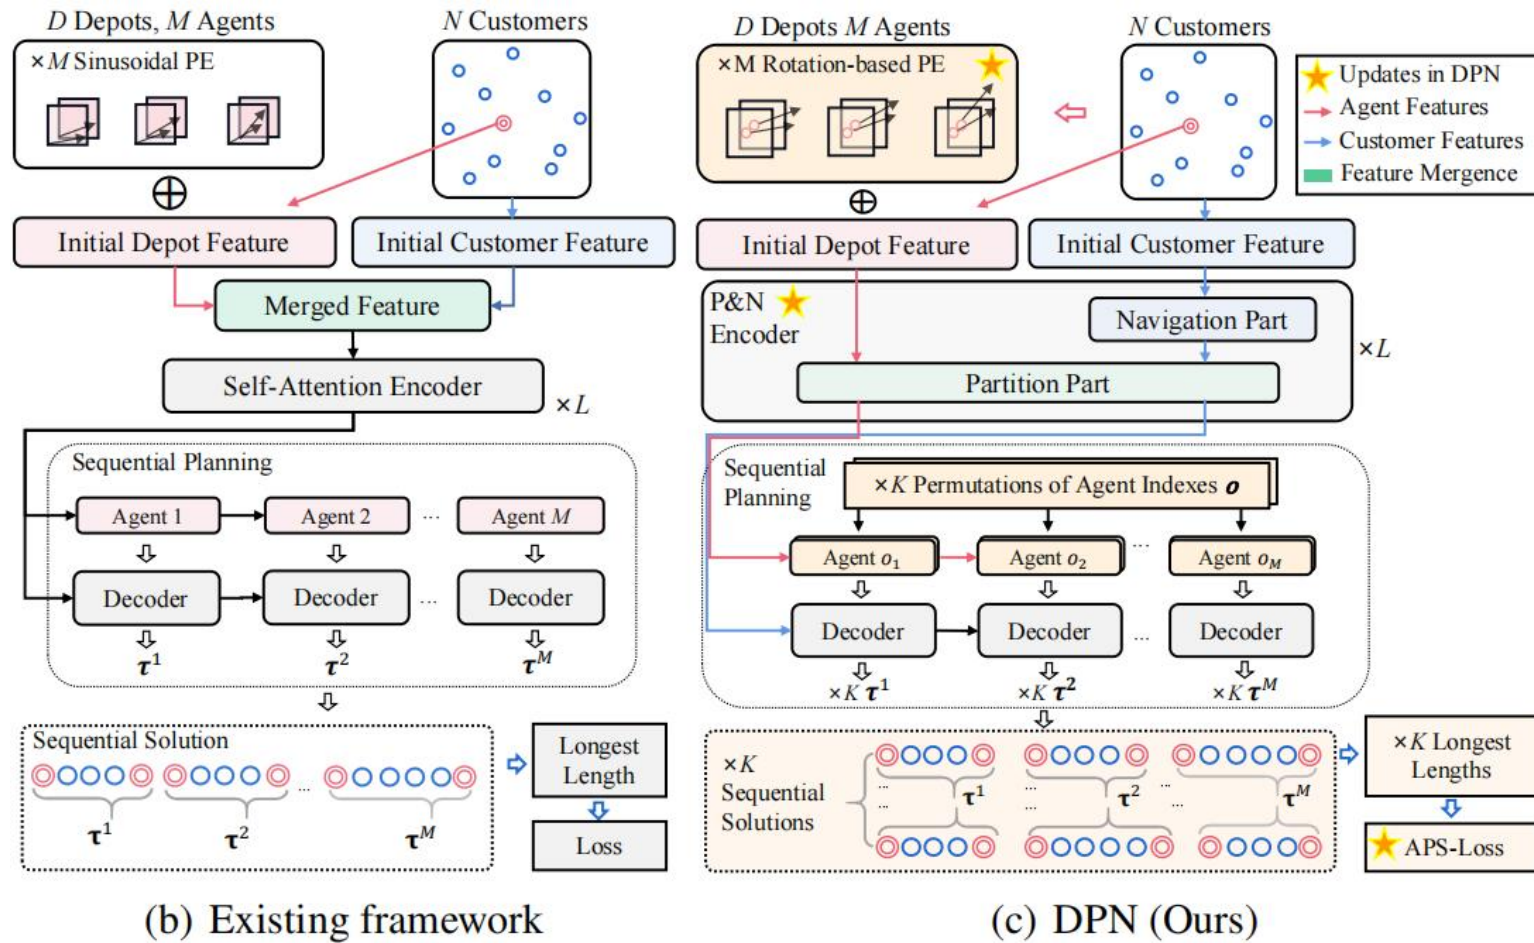 D Depots, M Agents
N Customers
×M Sinusoidal PE
Initial Depot Feature
Initial Customer Feature
Merged Feature
Self-Attention Encoder
×L
Sequential Planning
Agent 1
Agent 2
...
Agent M
Decoder
Decoder
...
Decoder
τ¹
τ²
τᴹ
Sequential Solution
...
τ¹
τ²
τᴹ
Longest
Length
Loss
(b) Existing framework
D Depots M Agents
N Customers
×M Rotation-based PE
Updates in DPN
Agent Features
Customer Features
Feature Mergence
Initial Depot Feature
Initial Customer Feature
P&N
Encoder
Navigation Part
Partition Part
×L
Sequential
Planning
×K Permutations of Agent Indexes o
Agent o₁
Agent o₂
...
Agent o_M
Decoder
Decoder
...
Decoder
×K τ¹
×K τ²
×K τᴹ
×K
Sequential
Solutions
... ... ... ...
τ¹
τ²
τᴹ
... ... ...
×K Longest
Lengths
APS-Loss
(c) DPN (Ours)